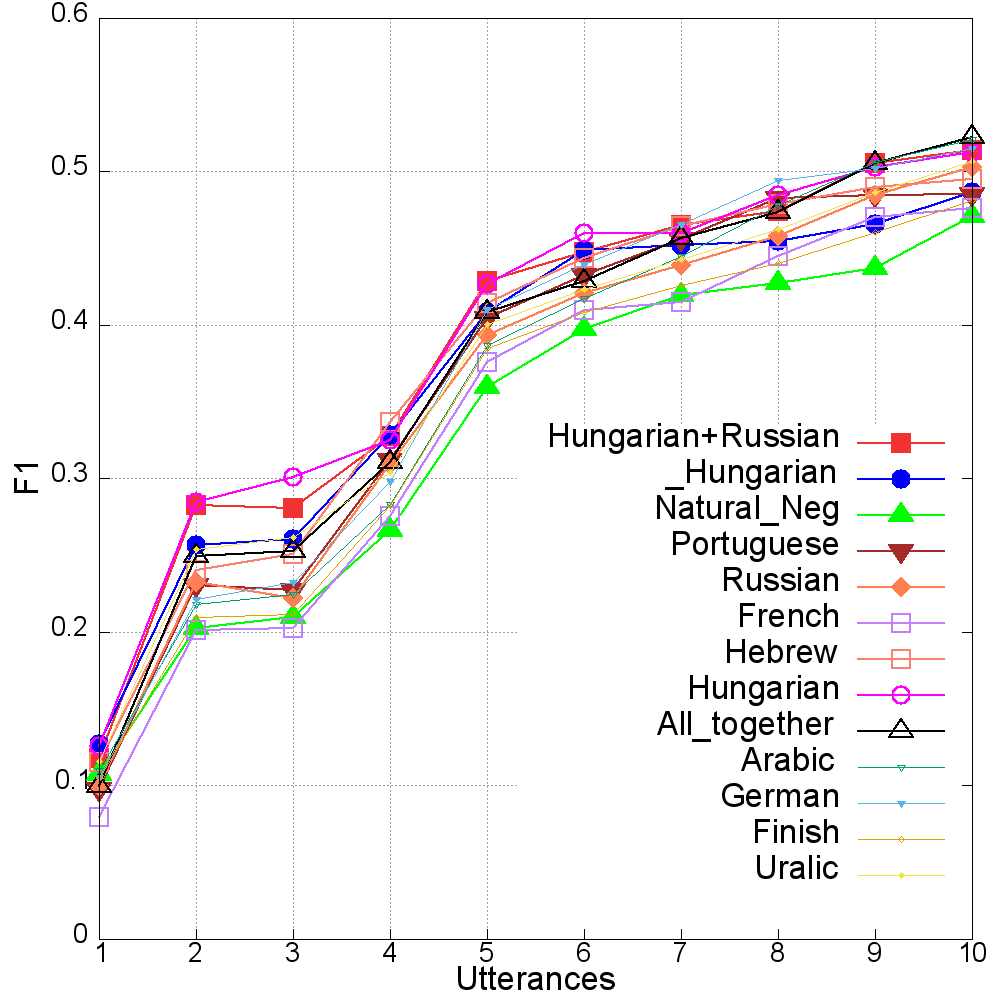 0.6
0.5
0.4
0.3
0.2
0.1
0
F1
Hungarian+Russian
_Hungarian
Natural_Neg
Portuguese
Russian
French
Hebrew
Hungarian
All_together
Arabic
German
Finish
Uralic
1 2 3 4 5 6 7 8 9 10
Utterances